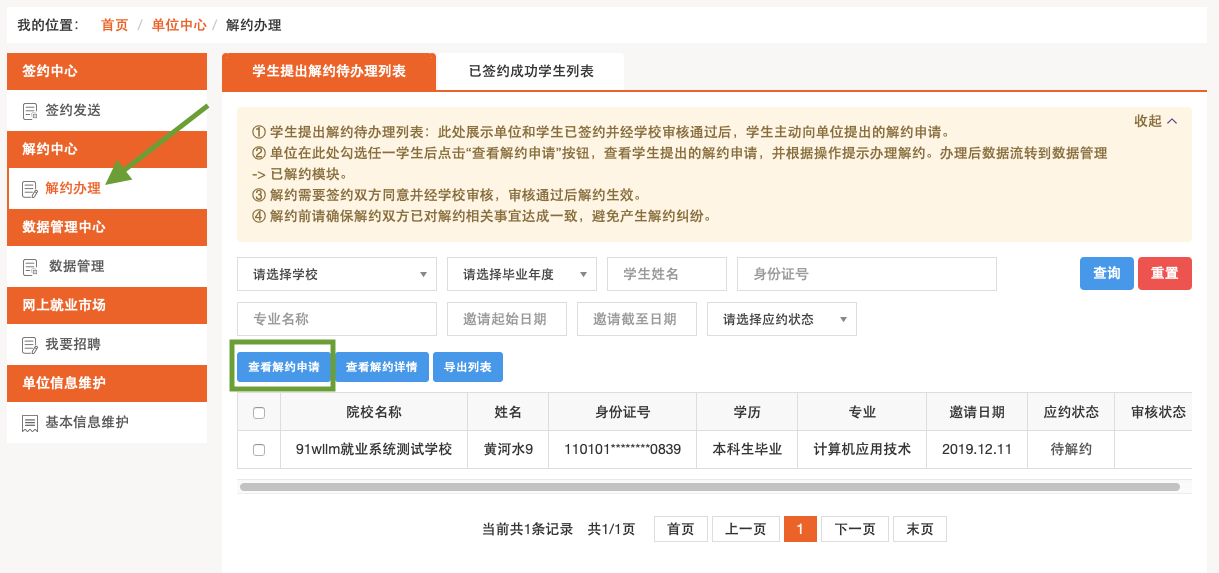 我的位置： 首页 / 单位中心 / 解约办理
签约中心
签约发送
解约中心
解约办理
数据管理中心
数据管理
网上就业市场
我要招聘
单位信息维护
基本信息维护
学生提出解约待办理列表 已签约成功学生列表
收起
① 学生提出解约待办理列表：此处展示单位和学生已签约并经学校审核通过后，学生主动向单位提出的解约申请。
② 单位在此处勾选任一学生后点击“查看解约申请”按钮，查看学生提出的解约申请，并根据操作提示办理解约。办理后数据流转到数据管理
-> 已解约模块。
③ 解约需要签约双方同意并经学校审核，审核通过后解约生效。
④ 解约前请确保解约双方已对解约相关事宜达成一致，避免产生解约纠纷。
请选择学校 请选择毕业年度 学生姓名 身份证号 查询 重置
专业名称 邀请起始日期 邀请截至日期 请选择应约状态
查看解约申请 查看解约详情 导出列表
院校名称 姓名 身份证号 学历 专业 邀请日期 应约状态 审核状态
91wllm就业系统测试学校 黄河水9 110101********0839 本科生毕业 计算机应用技术 2019.12.11 待解约
当前共1条记录 共1/1页 首页 上一页 1 下一页 末页